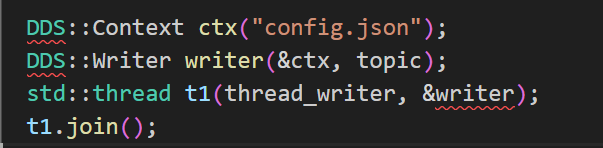 DDS::Context ctx("config.json");
DDS::Writer writer(&ctx, topic);
std::thread t1(thread_writer, &writer);
t1.join();